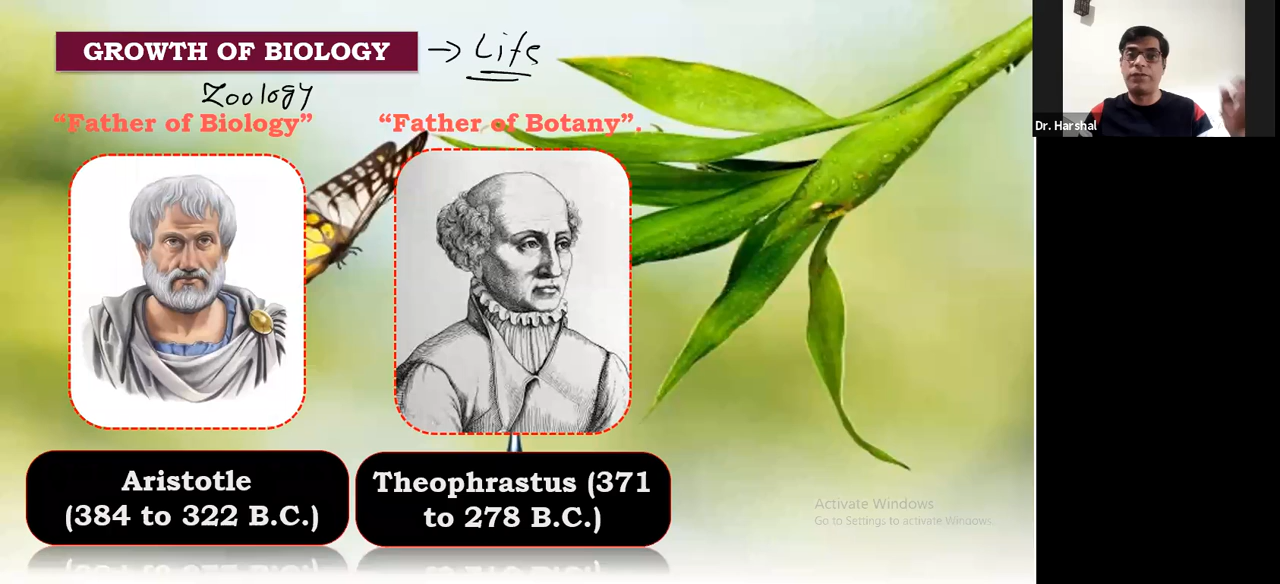 GROWTH OF BIOLOGY → Life
Zoology
"Father of Biology"
"Father of Botany".
Aristotle
(384 to 322 B.C.)
Theophrastus (371
to 278 B.C.)
Activate Windows
Go to Settings to activate Windows.
Dr. Harshal